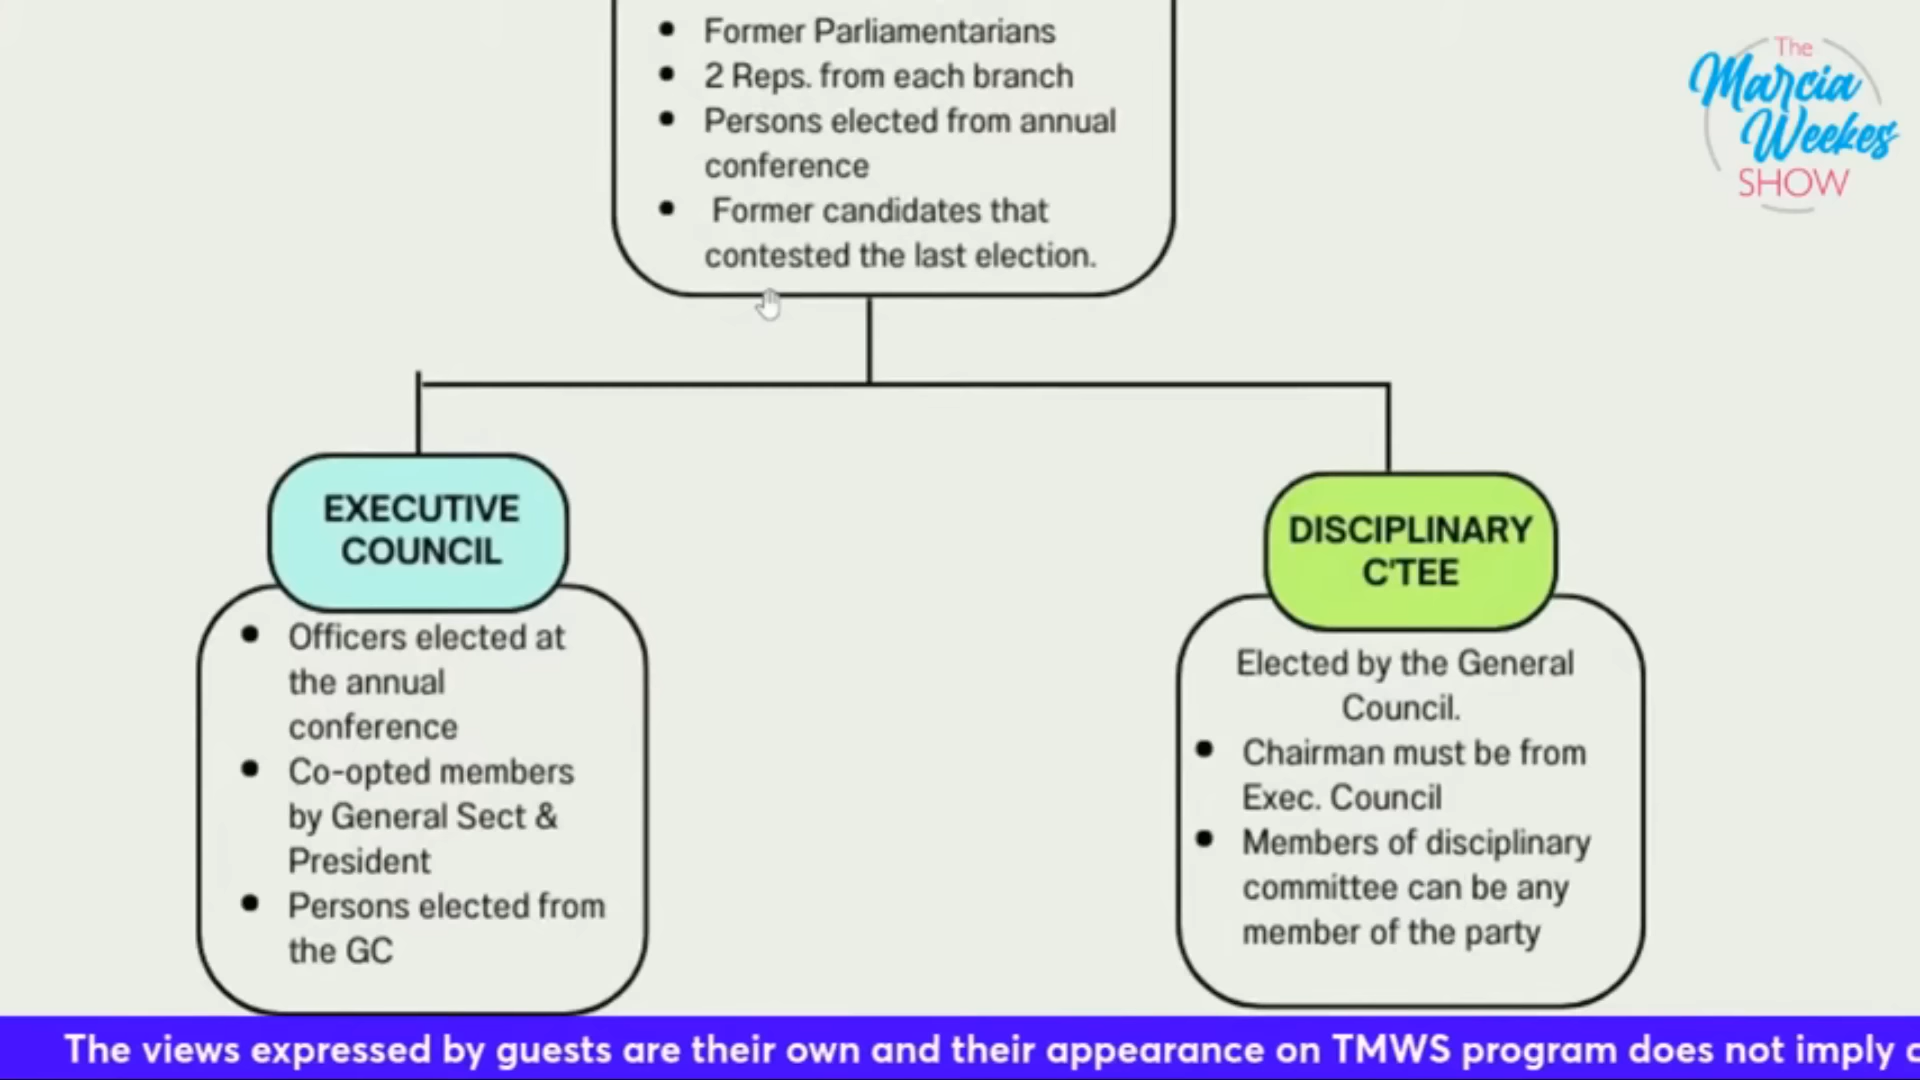 • Former Parliamentarians
• 2 Reps. from each branch
• Persons elected from annual
conference
• Former candidates that
contested the last election.
The
Marcia
Weekes
SHOW
EXECUTIVE
COUNCIL
• Officers elected at
the annual
conference
• Co-opted members
by General Sect &
President
• Persons elected from
the GC
DISCIPLINARY
C'TEE
Elected by the General
Council.
• Chairman must be from
Exec. Council
• Members of disciplinary
committee can be any
member of the party
The views expressed by guests are their own and their appearance on TMWS program does not imply